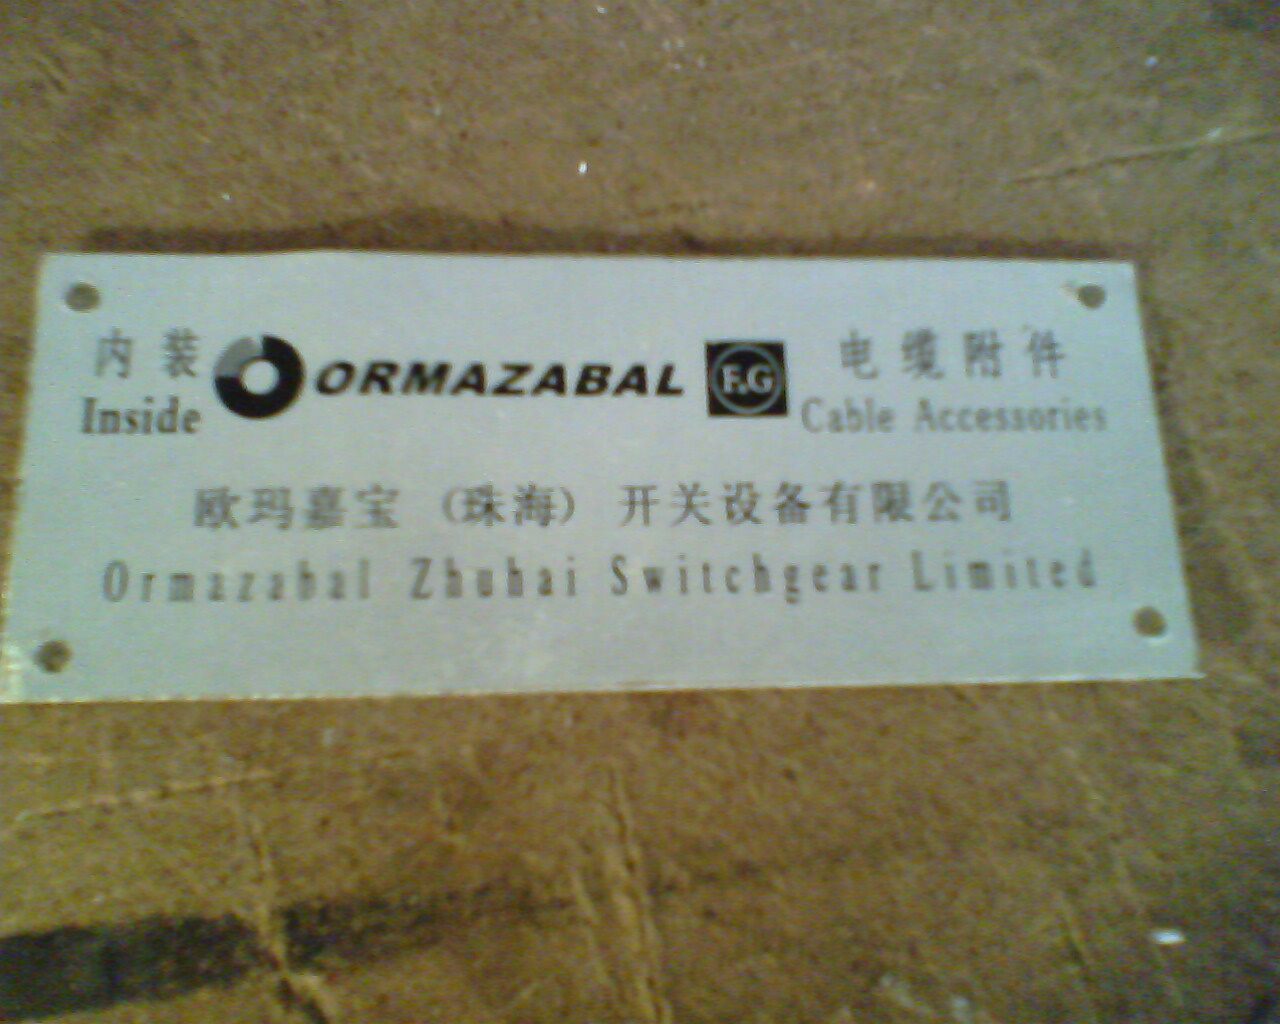 内装 ORMAZABAL F.G 电缆附件
Inside Cable Accessories
欧玛嘉宝（珠海）开关设备有限公司
Ormazabal Zhuhai Switchgear Limited